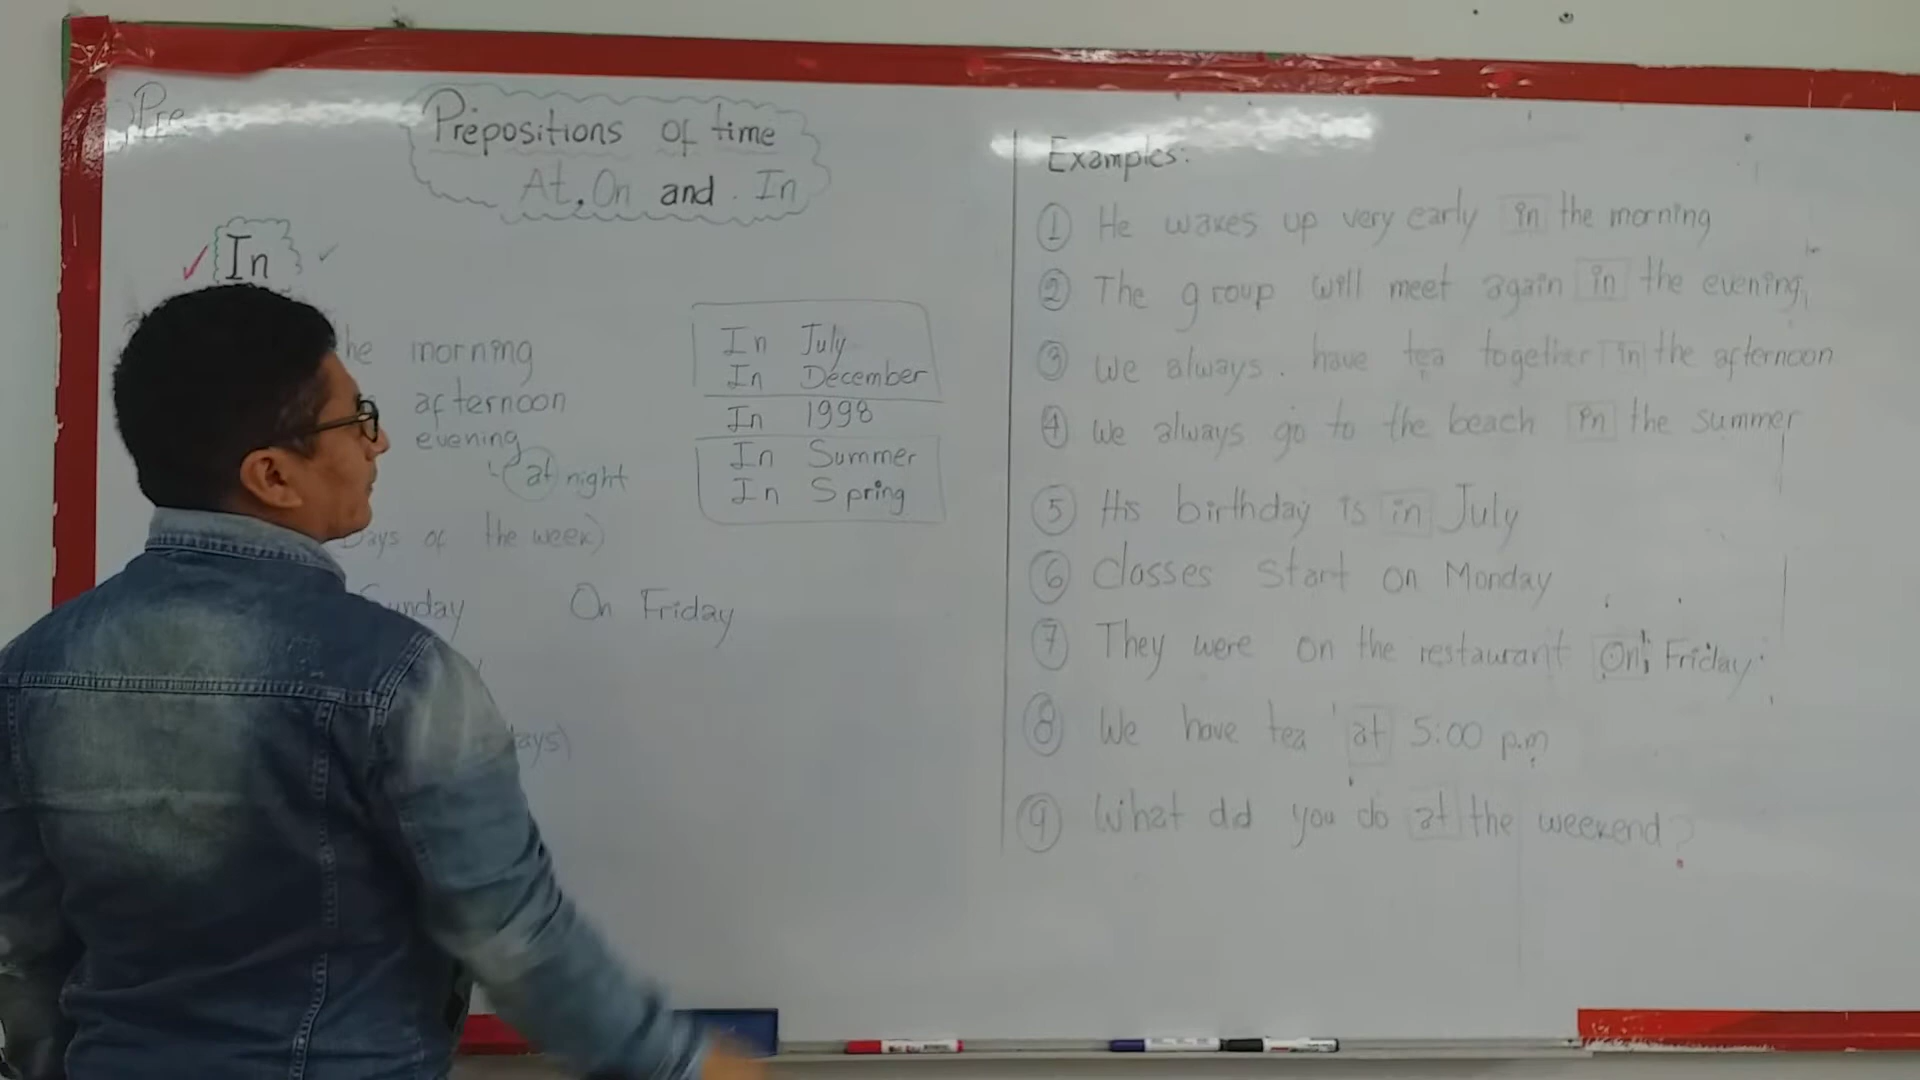 Pre
Prepositions of time
At, On and . In
In
he morning
afternoon
evening
at night
Days of the week)
Sunday On Friday
ays)
In July
In December
In 1998
In Summer
In Spring
Examples:
① He wakes up very early in the morning
② The group will meet again in the evening,
③ We always . have tea together in the afternoon
④ We always go to the beach in the summer
⑤ His birthday is in July
⑥ Classes start on Monday
⑦ They were on the restaurant On Friday
⑧ We have tea at 5:00 p.m
⑨ What did you do at the weekend?